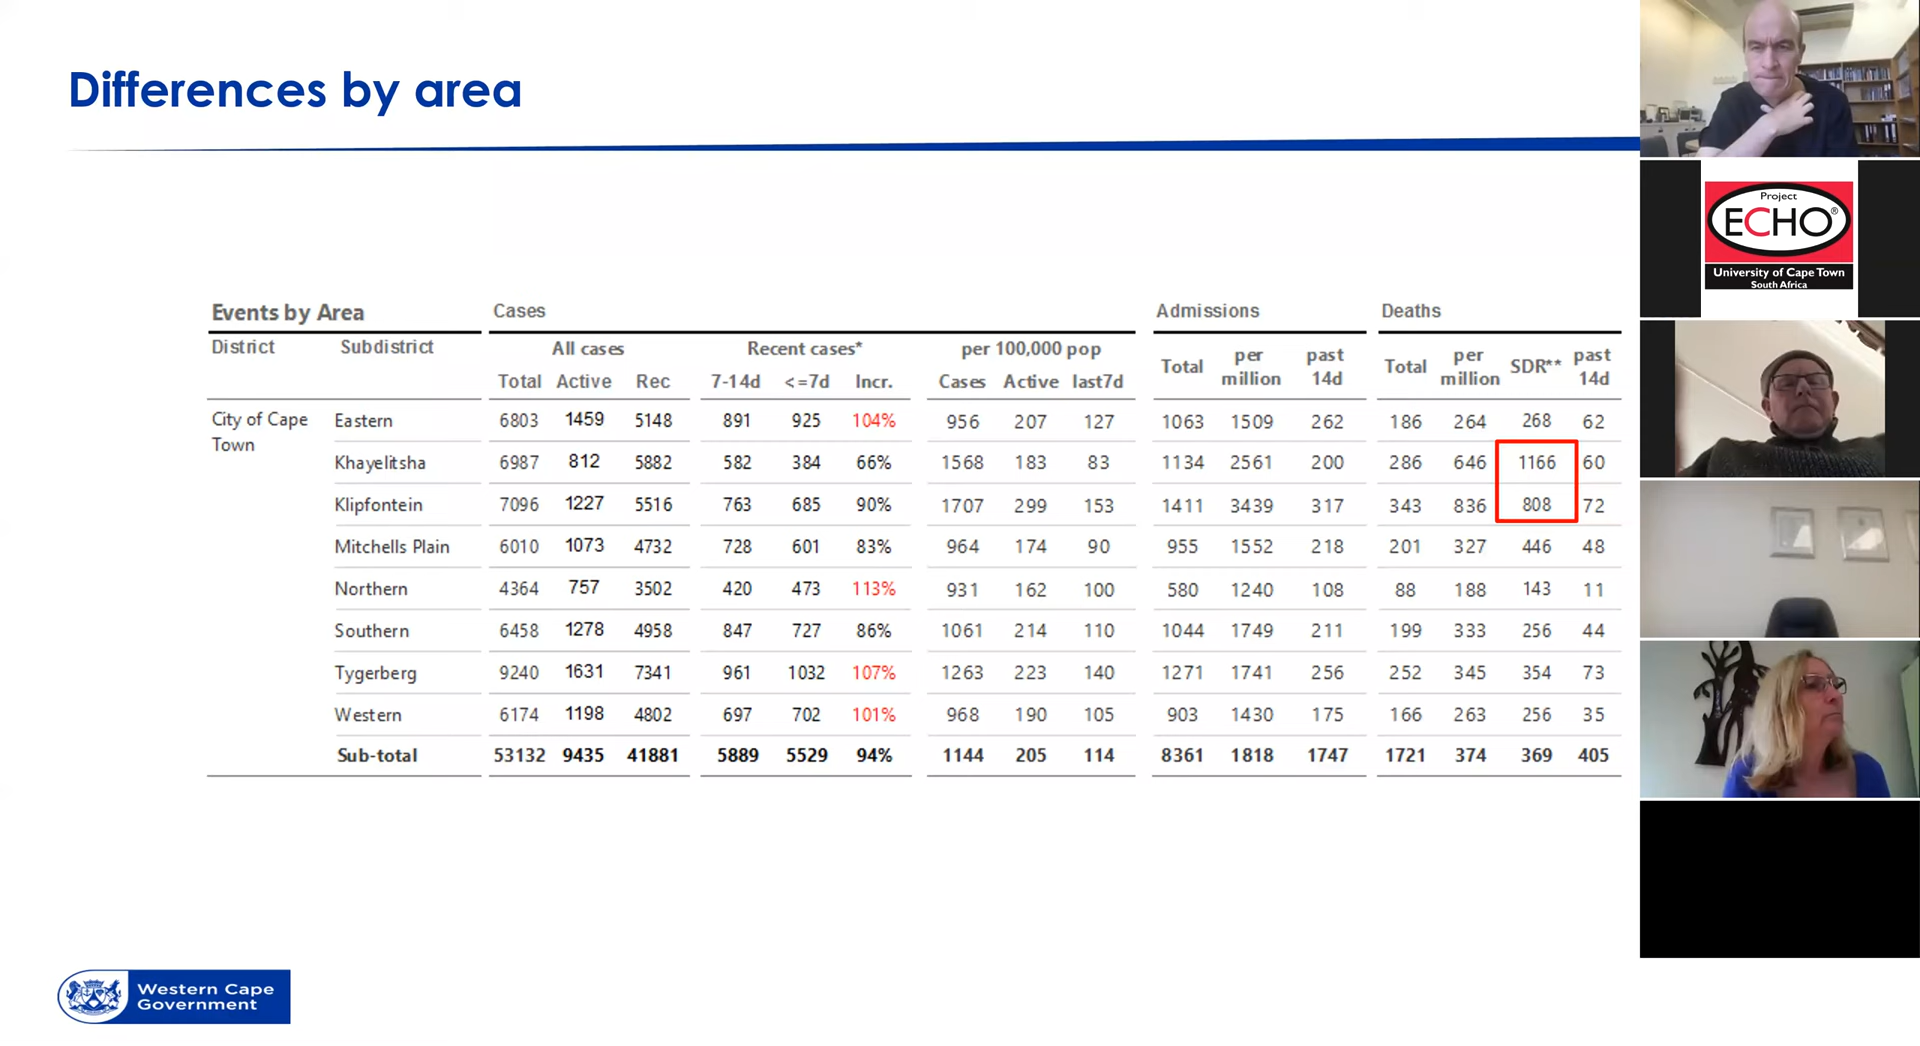 Differences by area
Events by Area Cases Admissions Deaths
District Subdistrict All cases Recent cases* per 100,000 pop Total per million past 14d Total per million SDR** past 14d
Total Active Rec 7-14d <=7d Incr. Cases Active last7d
City of Cape Town Eastern 6803 1459 5148 891 925 104% 956 207 127 1063 1509 262 186 264 268 62
Khayelitsha 6987 812 5882 582 384 66% 1568 183 83 1134 2561 200 286 646 1166 60
Klipfontein 7096 1227 5516 763 685 90% 1707 299 153 1411 3439 317 343 836 808 72
Mitchells Plain 6010 1073 4732 728 601 83% 964 174 90 955 1552 218 201 327 446 48
Northern 4364 757 3502 420 473 113% 931 162 100 580 1240 108 88 188 143 11
Southern 6458 1278 4958 847 727 86% 1061 214 110 1044 1749 211 199 333 256 44
Tygerberg 9240 1631 7341 961 1032 107% 1263 223 140 1271 1741 256 252 345 354 73
Western 6174 1198 4802 697 702 101% 968 190 105 903 1430 175 166 263 256 35
Sub-total 53132 9435 41881 5889 5529 94% 1144 205 114 8361 1818 1747 1721 374 369 405
Western Cape
Government
Project
ECHO®
University of Cape Town
South Africa